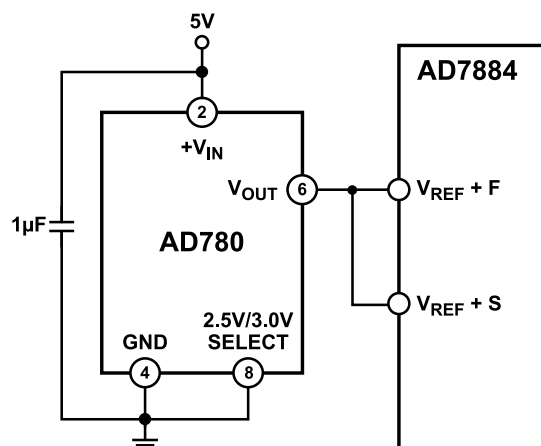 5V
AD7884
2
+VIN
1µF
VOUT
6
VREF + F
AD780
VREF + S
2.5V/3.0V
SELECT
GND
4
8